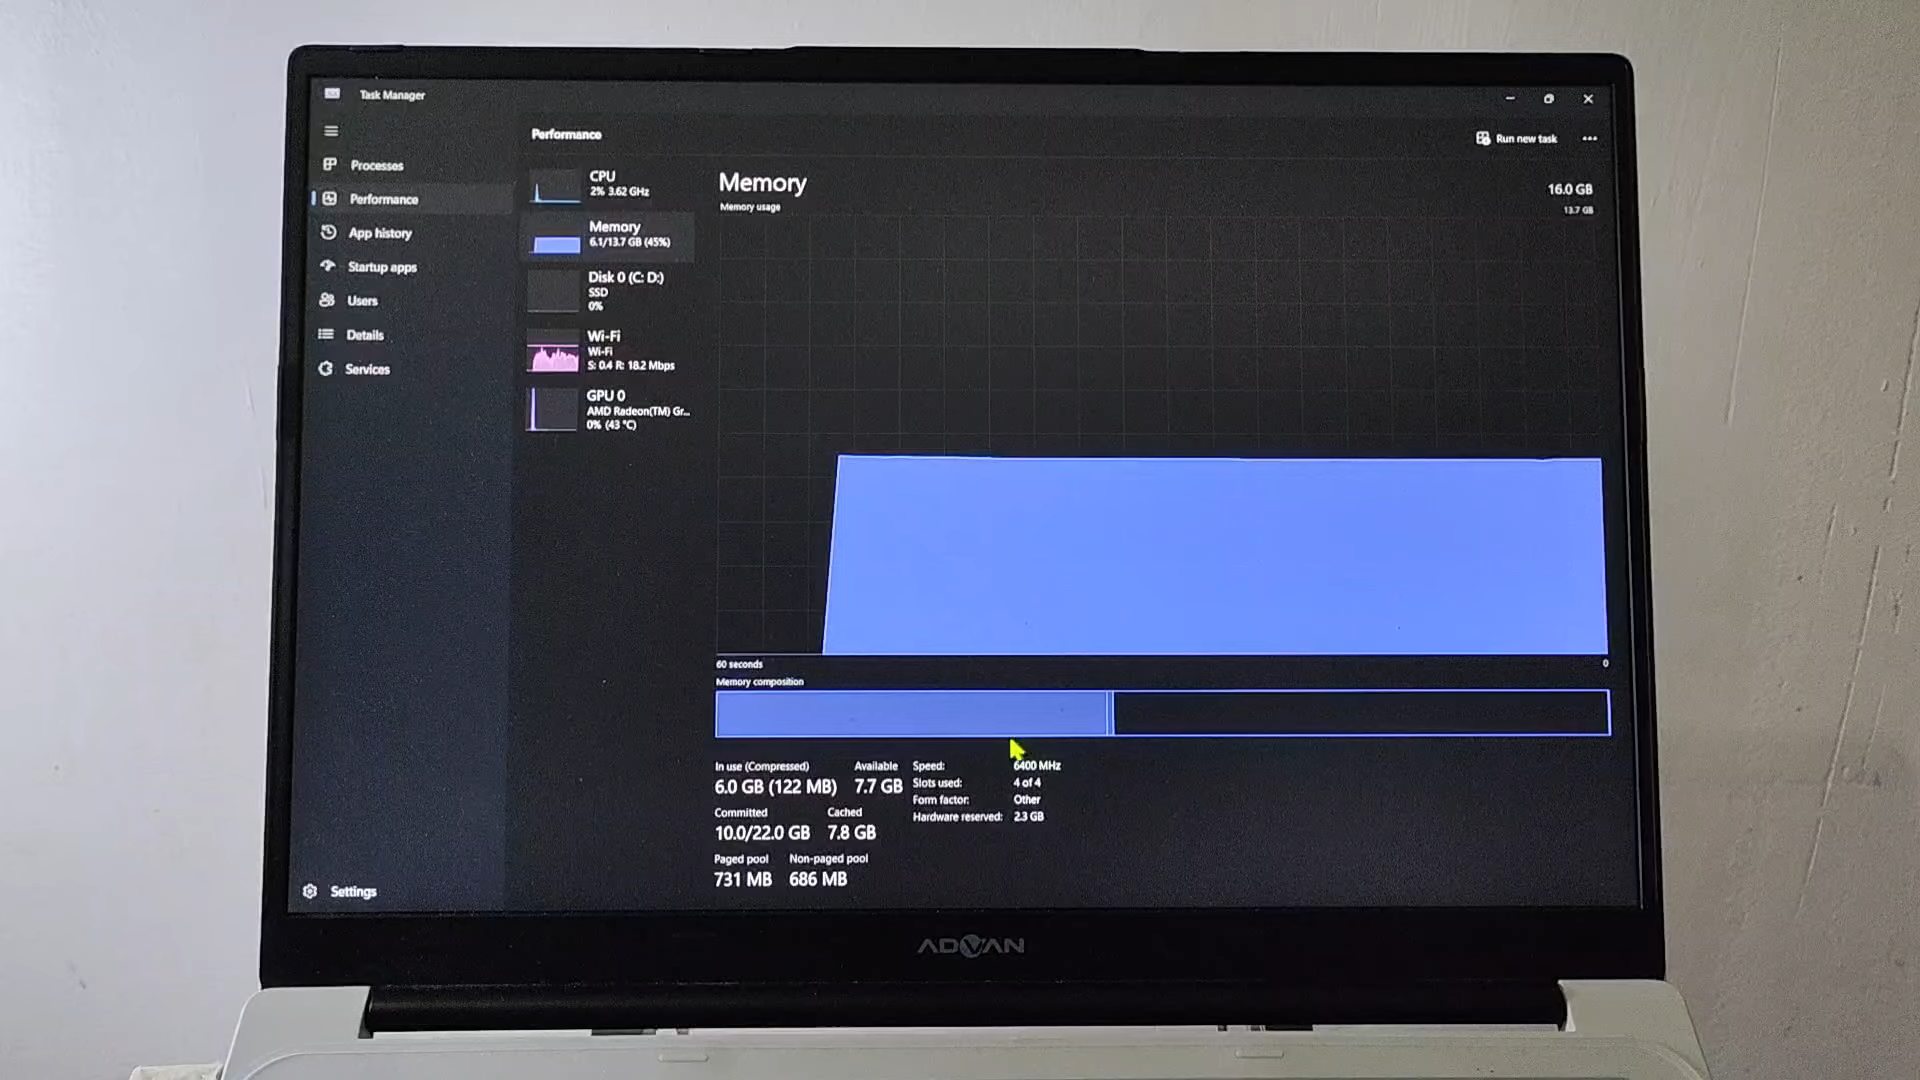 Task Manager
Performance
Run new task
Processes
Performance
App history
Startup apps
Users
Details
Services
Settings
CPU
2% 3.62 GHz
Memory
6.1/13.7 GB (45%)
Disk 0 (C: D:)
SSD
0%
Wi-Fi
Wi-Fi
S: 0.4 R: 18.2 Mbps
GPU 0
AMD Radeon(TM) Gr...
0% (43 °C)
Memory
16.0 GB
Memory usage
13.7 GB
60 seconds
0
Memory composition
In use (Compressed)
6.0 GB (122 MB)
Available
7.7 GB
Committed
10.0/22.0 GB
Cached
7.8 GB
Paged pool
731 MB
Non-paged pool
686 MB
Speed: 6400 MHz
Slots used: 4 of 4
Form factor: Other
Hardware reserved: 2.3 GB
ADVAN